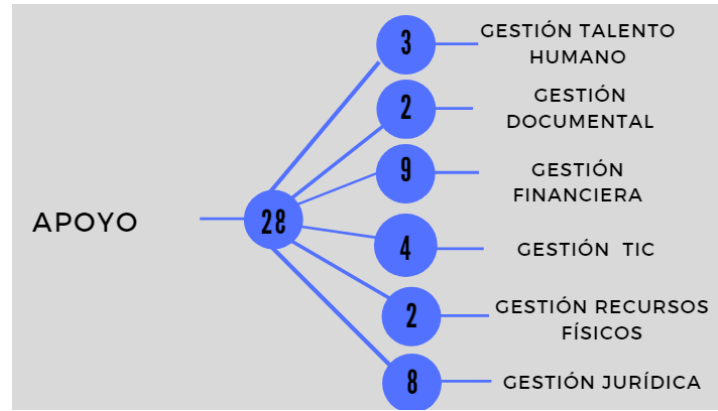 APOYO
28
3
GESTIÓN TALENTO
HUMANO
2
GESTIÓN
DOCUMENTAL
9
GESTIÓN
FINANCIERA
4
GESTIÓN TIC
2
GESTIÓN RECURSOS
FÍSICOS
8
GESTIÓN JURÍDICA